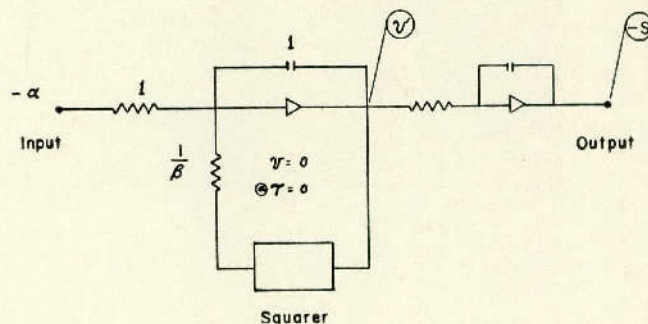 1
v
-S
-α
1
Input
Output
1/β
v = 0
@ τ = 0
Squarer